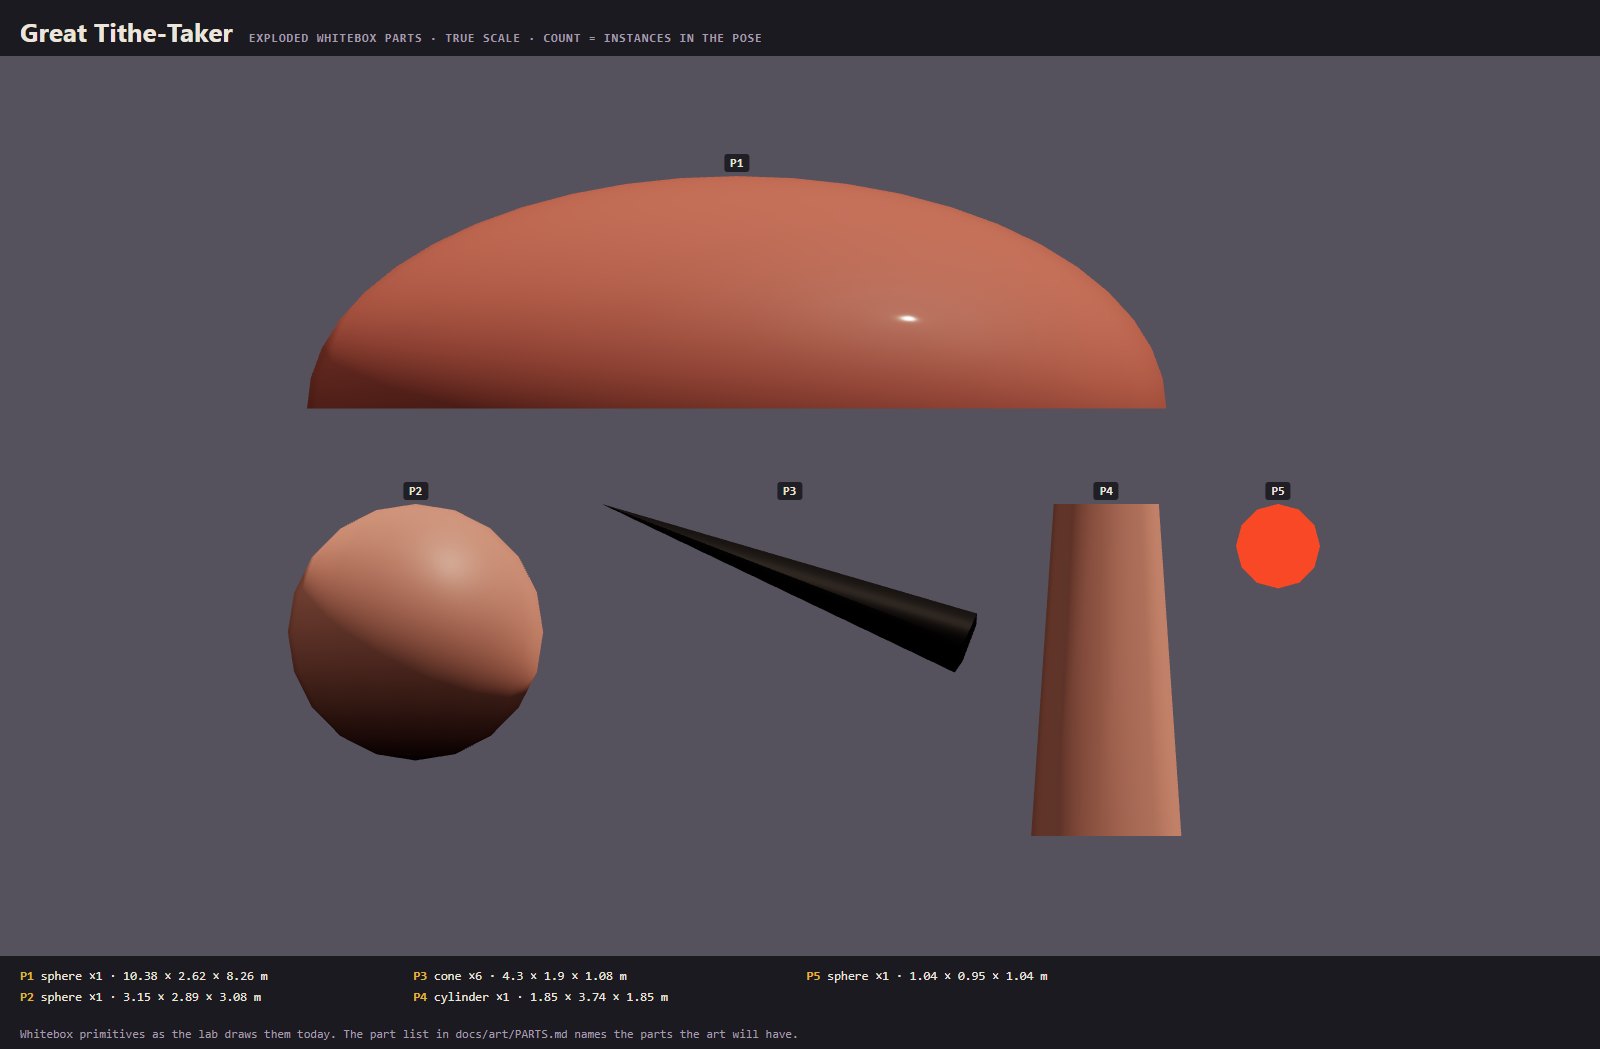 Great Tithe-Taker EXPLODED WHITEBOX PARTS · TRUE SCALE · COUNT = INSTANCES IN THE POSE
P1
P2
P3
P4
P5
P1 sphere ×1 · 10.38 × 2.62 × 8.26 m
P2 sphere ×1 · 3.15 × 2.89 × 3.08 m
P3 cone ×6 · 4.3 × 1.9 × 1.08 m
P4 cylinder ×1 · 1.85 × 3.74 × 1.85 m
P5 sphere ×1 · 1.04 × 0.95 × 1.04 m
Whitebox primitives as the lab draws them today. The part list in docs/art/PARTS.md names the parts the art will have.